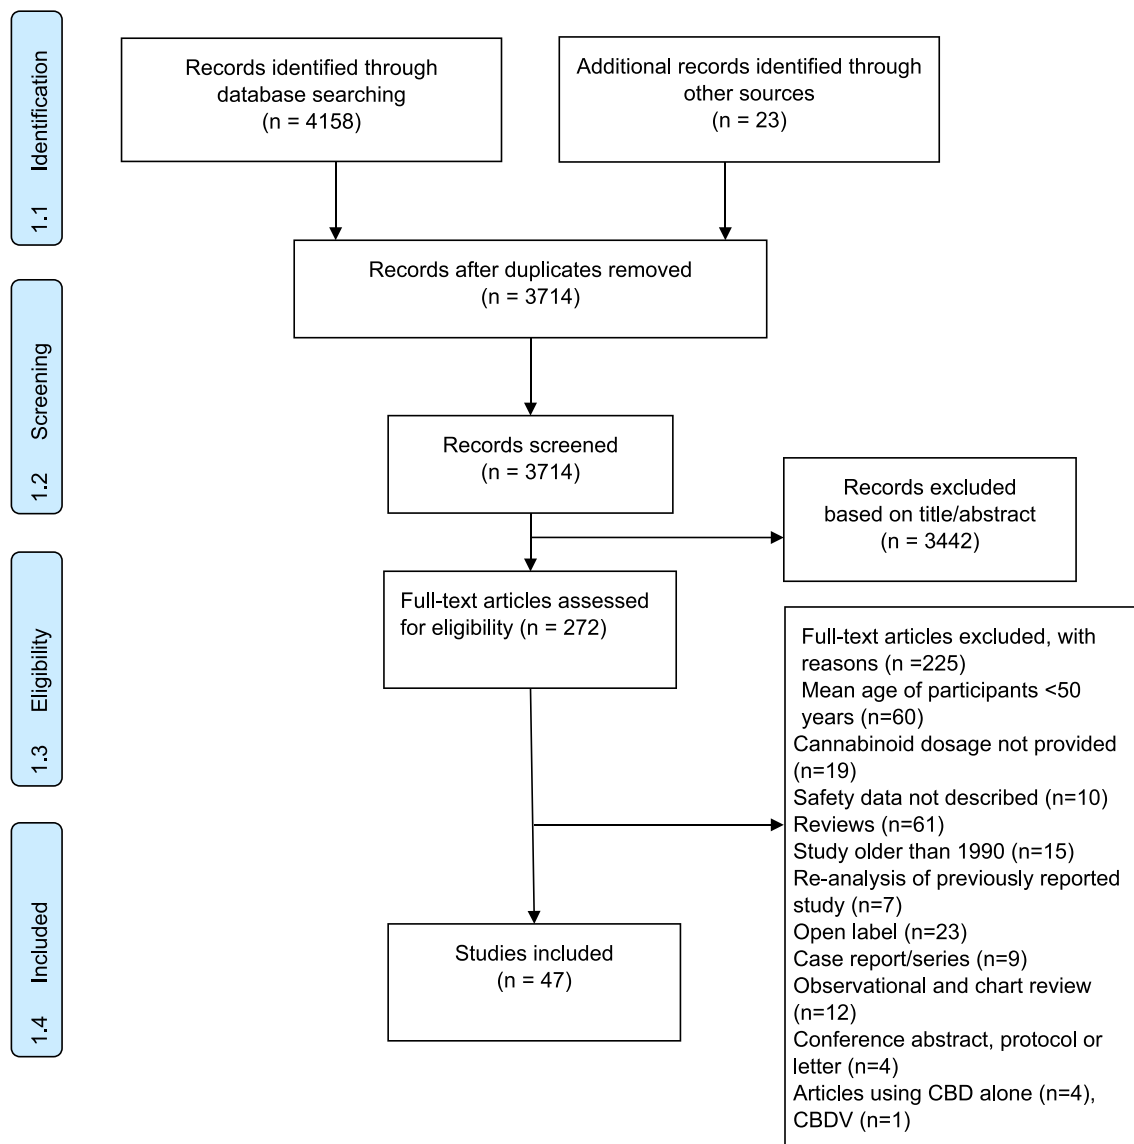 1.1 Identification
Records identified through
database searching
(n = 4158)
Additional records identified through
other sources
(n = 23)
Records after duplicates removed
(n = 3714)
1.2 Screening
Records screened
(n = 3714)
Records excluded
based on title/abstract
(n = 3442)
1.3 Eligibility
Full-text articles assessed
for eligibility (n = 272)
Full-text articles excluded, with
reasons (n =225)
Mean age of participants <50
years (n=60)
Cannabinoid dosage not provided
(n=19)
Safety data not described (n=10)
Reviews (n=61)
Study older than 1990 (n=15)
Re-analysis of previously reported
study (n=7)
Open label (n=23)
Case report/series (n=9)
Observational and chart review
(n=12)
Conference abstract, protocol or
letter (n=4)
Articles using CBD alone (n=4),
CBDV (n=1)
1.4 Included
Studies included
(n = 47)